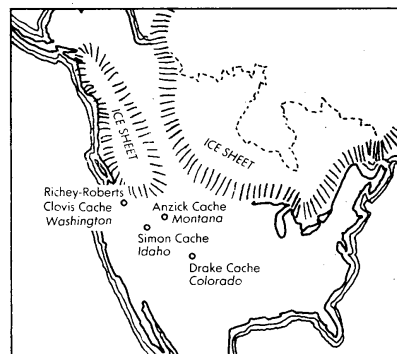 ICE SHEET
ICE SHEET
Richey-Roberts
Clovis Cache
Washington
Anzick Cache
Montana
Simon Cache
Idaho
Drake Cache
Colorado